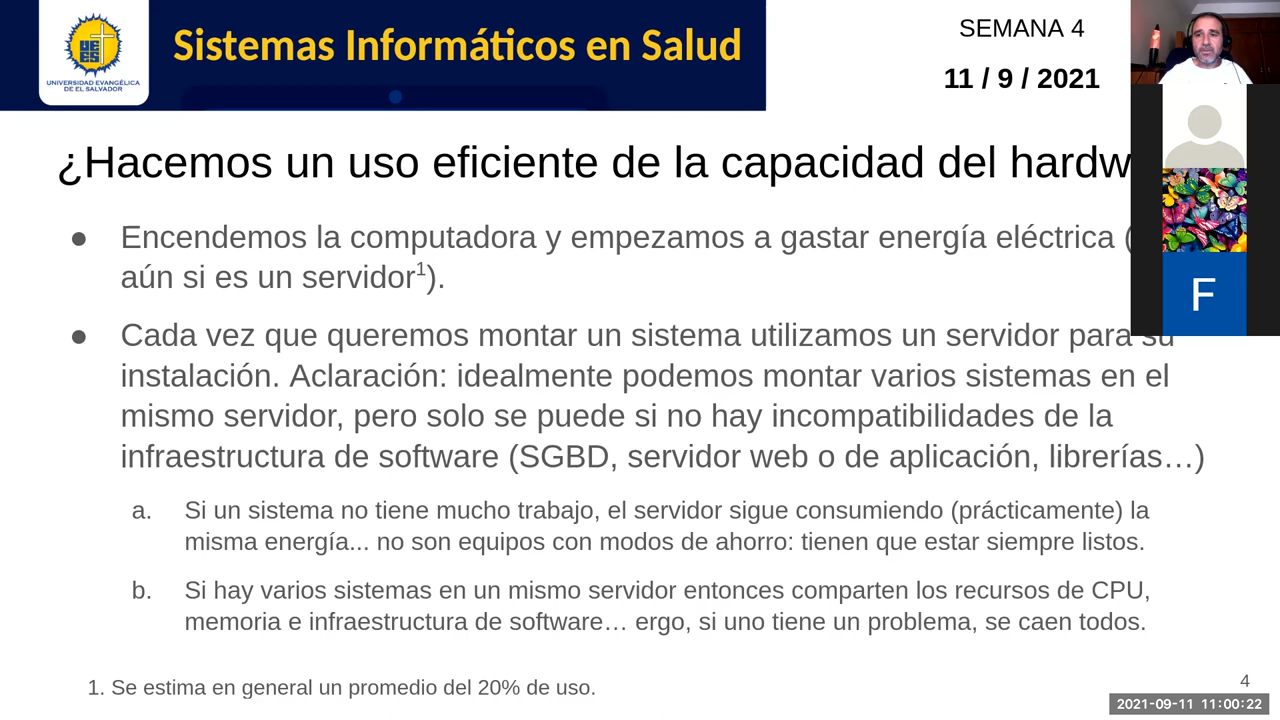 Sistemas Informáticos en Salud
UNIVERSIDAD EVANGÉLICA
DE EL SALVADOR
SEMANA 4
11 / 9 / 2021
¿Hacemos un uso eficiente de la capacidad del hardw
● Encendemos la computadora y empezamos a gastar energía eléctrica (
aún si es un servidor¹).
● Cada vez que queremos montar un sistema utilizamos un servidor para su
instalación. Aclaración: idealmente podemos montar varios sistemas en el
mismo servidor, pero solo se puede si no hay incompatibilidades de la
infraestructura de software (SGBD, servidor web o de aplicación, librerías…)
a. Si un sistema no tiene mucho trabajo, el servidor sigue consumiendo (prácticamente) la
misma energía... no son equipos con modos de ahorro: tienen que estar siempre listos.
b. Si hay varios sistemas en un mismo servidor entonces comparten los recursos de CPU,
memoria e infraestructura de software… ergo, si uno tiene un problema, se caen todos.
1. Se estima en general un promedio del 20% de uso.
4
F
2021-09-11 11:00:22